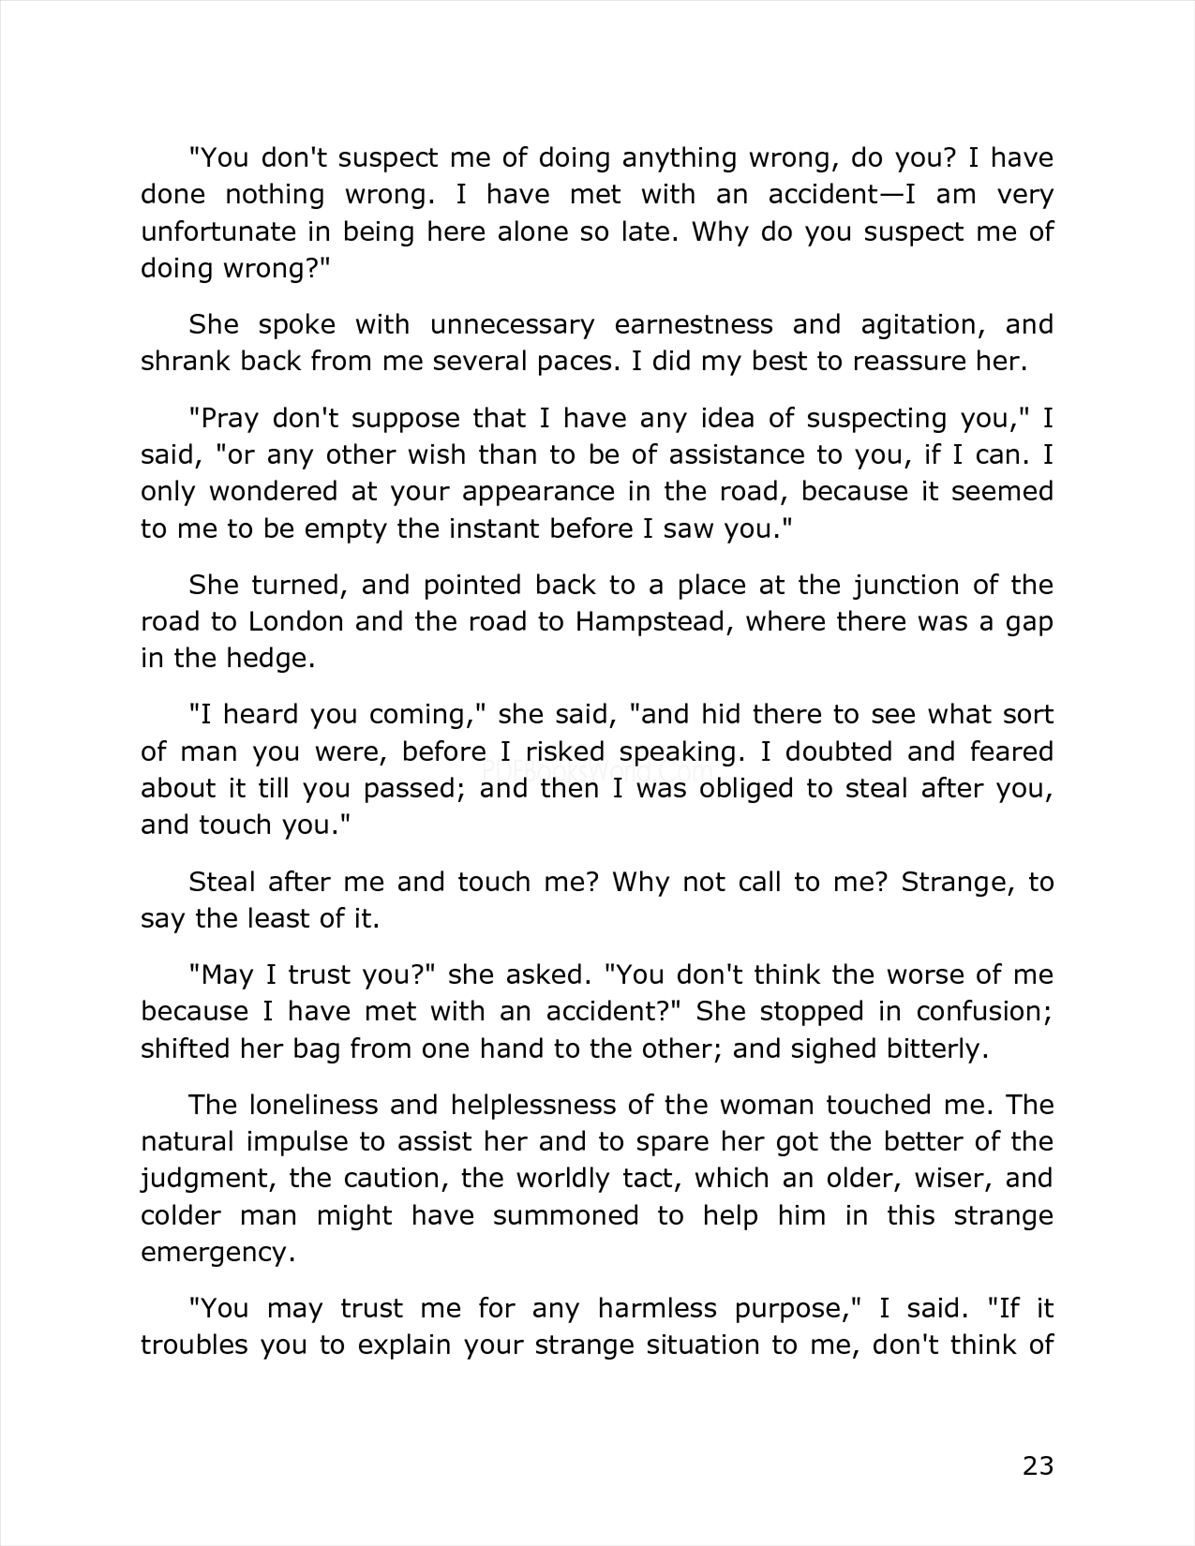 "You don't suspect me of doing anything wrong, do you? I have
done nothing wrong. I have met with an accident—I am very
unfortunate in being here alone so late. Why do you suspect me of
doing wrong?"
She spoke with unnecessary earnestness and agitation, and
shrank back from me several paces. I did my best to reassure her.
"Pray don't suppose that I have any idea of suspecting you," I
said, "or any other wish than to be of assistance to you, if I can. I
only wondered at your appearance in the road, because it seemed
to me to be empty the instant before I saw you."
She turned, and pointed back to a place at the junction of the
road to London and the road to Hampstead, where there was a gap
in the hedge.
"I heard you coming," she said, "and hid there to see what sort
of man you were, before I risked speaking. I doubted and feared
PDFBooksWorld.Com
about it till you passed; and then I was obliged to steal after you,
and touch you."
Steal after me and touch me? Why not call to me? Strange, to
say the least of it.
"May I trust you?" she asked. "You don't think the worse of me
because I have met with an accident?" She stopped in confusion;
shifted her bag from one hand to the other; and sighed bitterly.
The loneliness and helplessness of the woman touched me. The
natural impulse to assist her and to spare her got the better of the
judgment, the caution, the worldly tact, which an older, wiser, and
colder man might have summoned to help him in this strange
emergency.
"You may trust me for any harmless purpose," I said. "If it
troubles you to explain your strange situation to me, don't think of
23